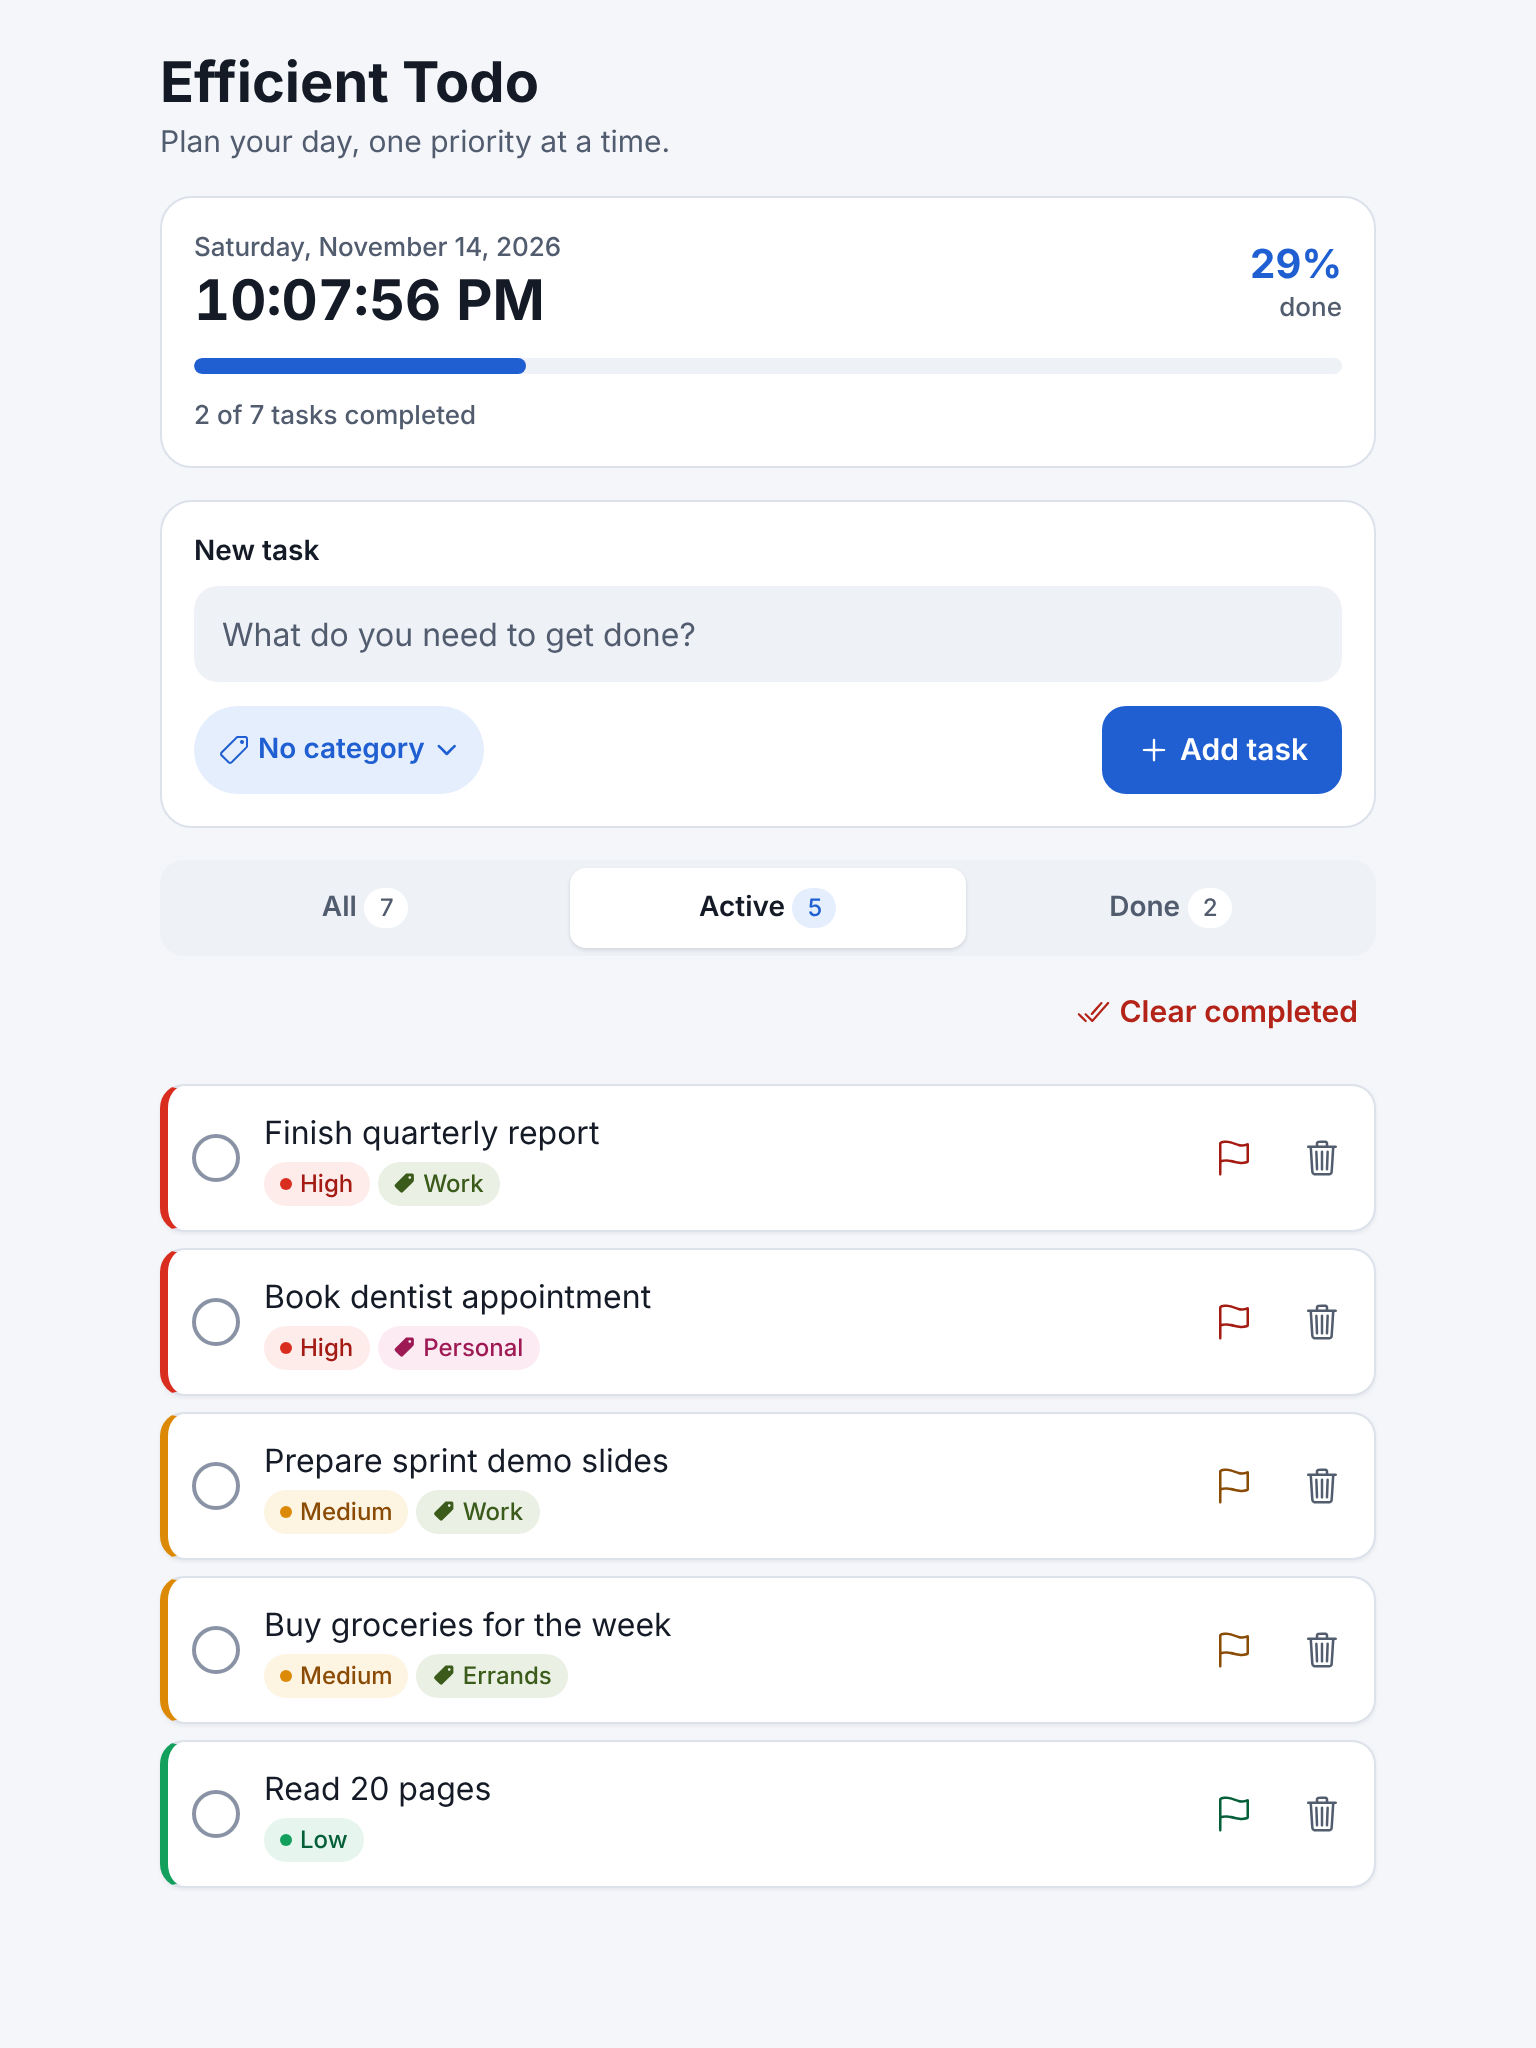 Efficient Todo
Plan your day, one priority at a time.
Saturday, November 14, 2026
10:07:56 PM
29%
done
2 of 7 tasks completed
New task
What do you need to get done?
No category
Add task
All 7
Active 5
Done 2
Clear completed
Finish quarterly report
High Work
Book dentist appointment
High Personal
Prepare sprint demo slides
Medium Work
Buy groceries for the week
Medium Errands
Read 20 pages
Low